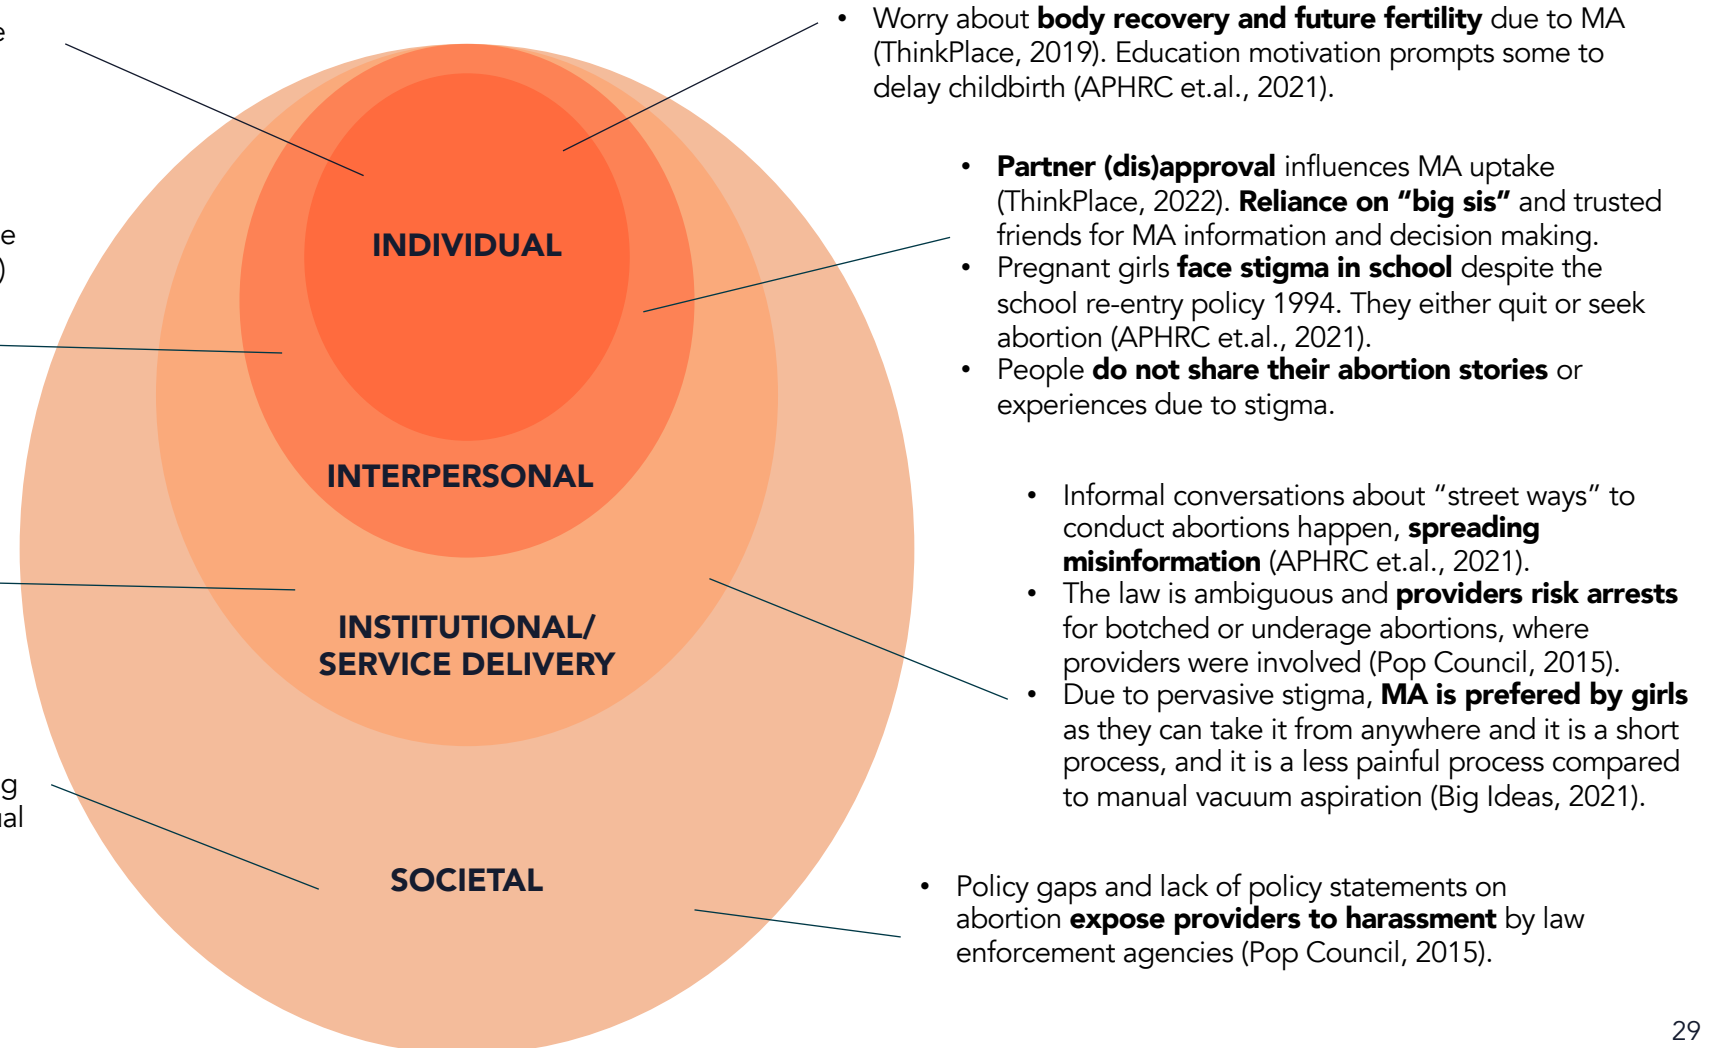 e
• Worry about body recovery and future fertility due to MA
(ThinkPlace, 2019). Education motivation prompts some to
delay childbirth (APHRC et.al., 2021).
• Partner (dis)approval influences MA uptake
(ThinkPlace, 2022). Reliance on “big sis” and trusted
friends for MA information and decision making.
• Pregnant girls face stigma in school despite the
school re-entry policy 1994. They either quit or seek
abortion (APHRC et.al., 2021).
• People do not share their abortion stories or
experiences due to stigma.
INDIVIDUAL
e
)
INTERPERSONAL
• Informal conversations about “street ways” to
conduct abortions happen, spreading
misinformation (APHRC et.al., 2021).
• The law is ambiguous and providers risk arrests
for botched or underage abortions, where
providers were involved (Pop Council, 2015).
• Due to pervasive stigma, MA is prefered by girls
as they can take it from anywhere and it is a short
process, and it is a less painful process compared
to manual vacuum aspiration (Big Ideas, 2021).
INSTITUTIONAL/
SERVICE DELIVERY
g
ual
SOCIETAL
• Policy gaps and lack of policy statements on
abortion expose providers to harassment by law
enforcement agencies (Pop Council, 2015).
29